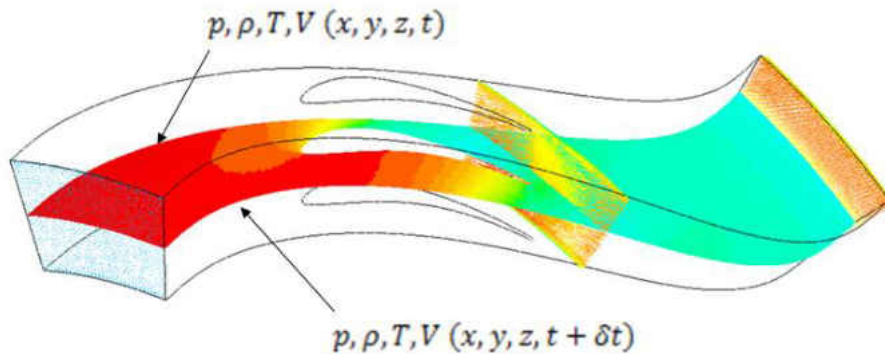 p, ρ, T, V (x, y, z, t)
p, ρ, T, V (x, y, z, t + δt)